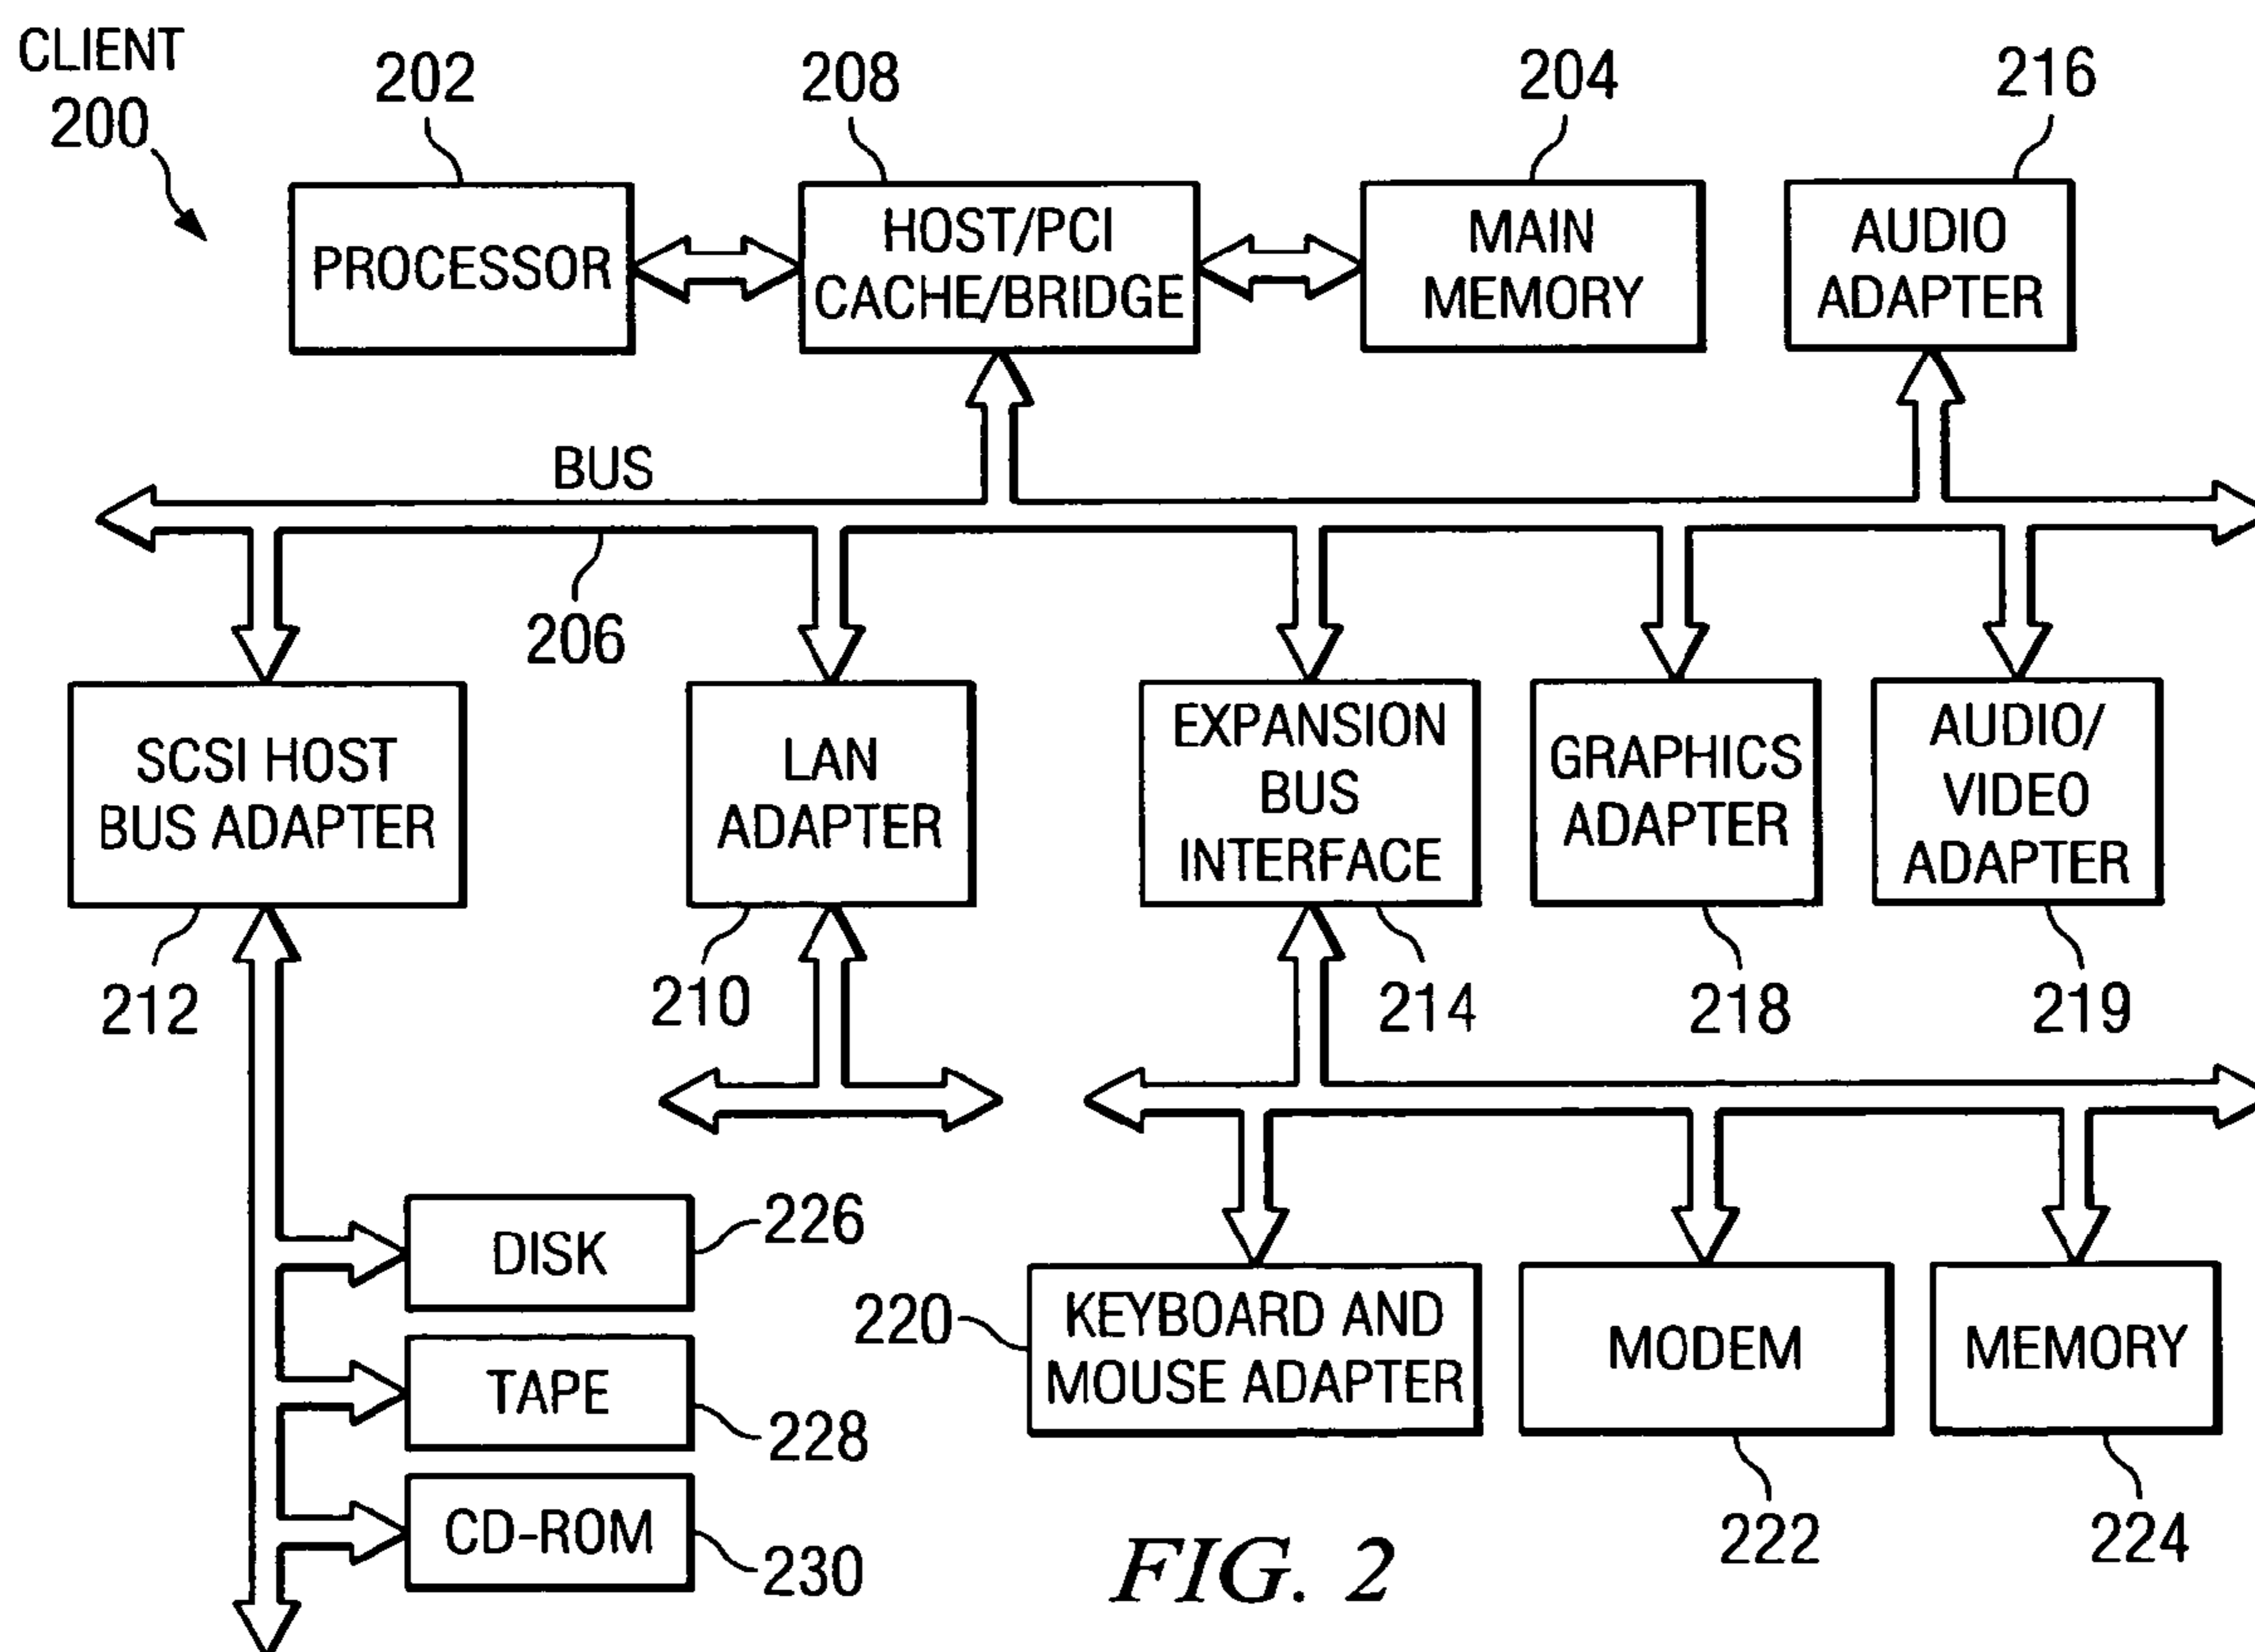 CLIENT
200
202
208
204
216
PROCESSOR
HOST/PCI
CACHE/BRIDGE
MAIN
MEMORY
AUDIO
ADAPTER
BUS
206
SCSI HOST
BUS ADAPTER
LAN
ADAPTER
EXPANSION
BUS
INTERFACE
GRAPHICS
ADAPTER
AUDIO/
VIDEO
ADAPTER
212
210
214
218
219
DISK
226
TAPE
228
CD-ROM
230
220
KEYBOARD AND
MOUSE ADAPTER
MODEM
MEMORY
222
224
FIG. 2